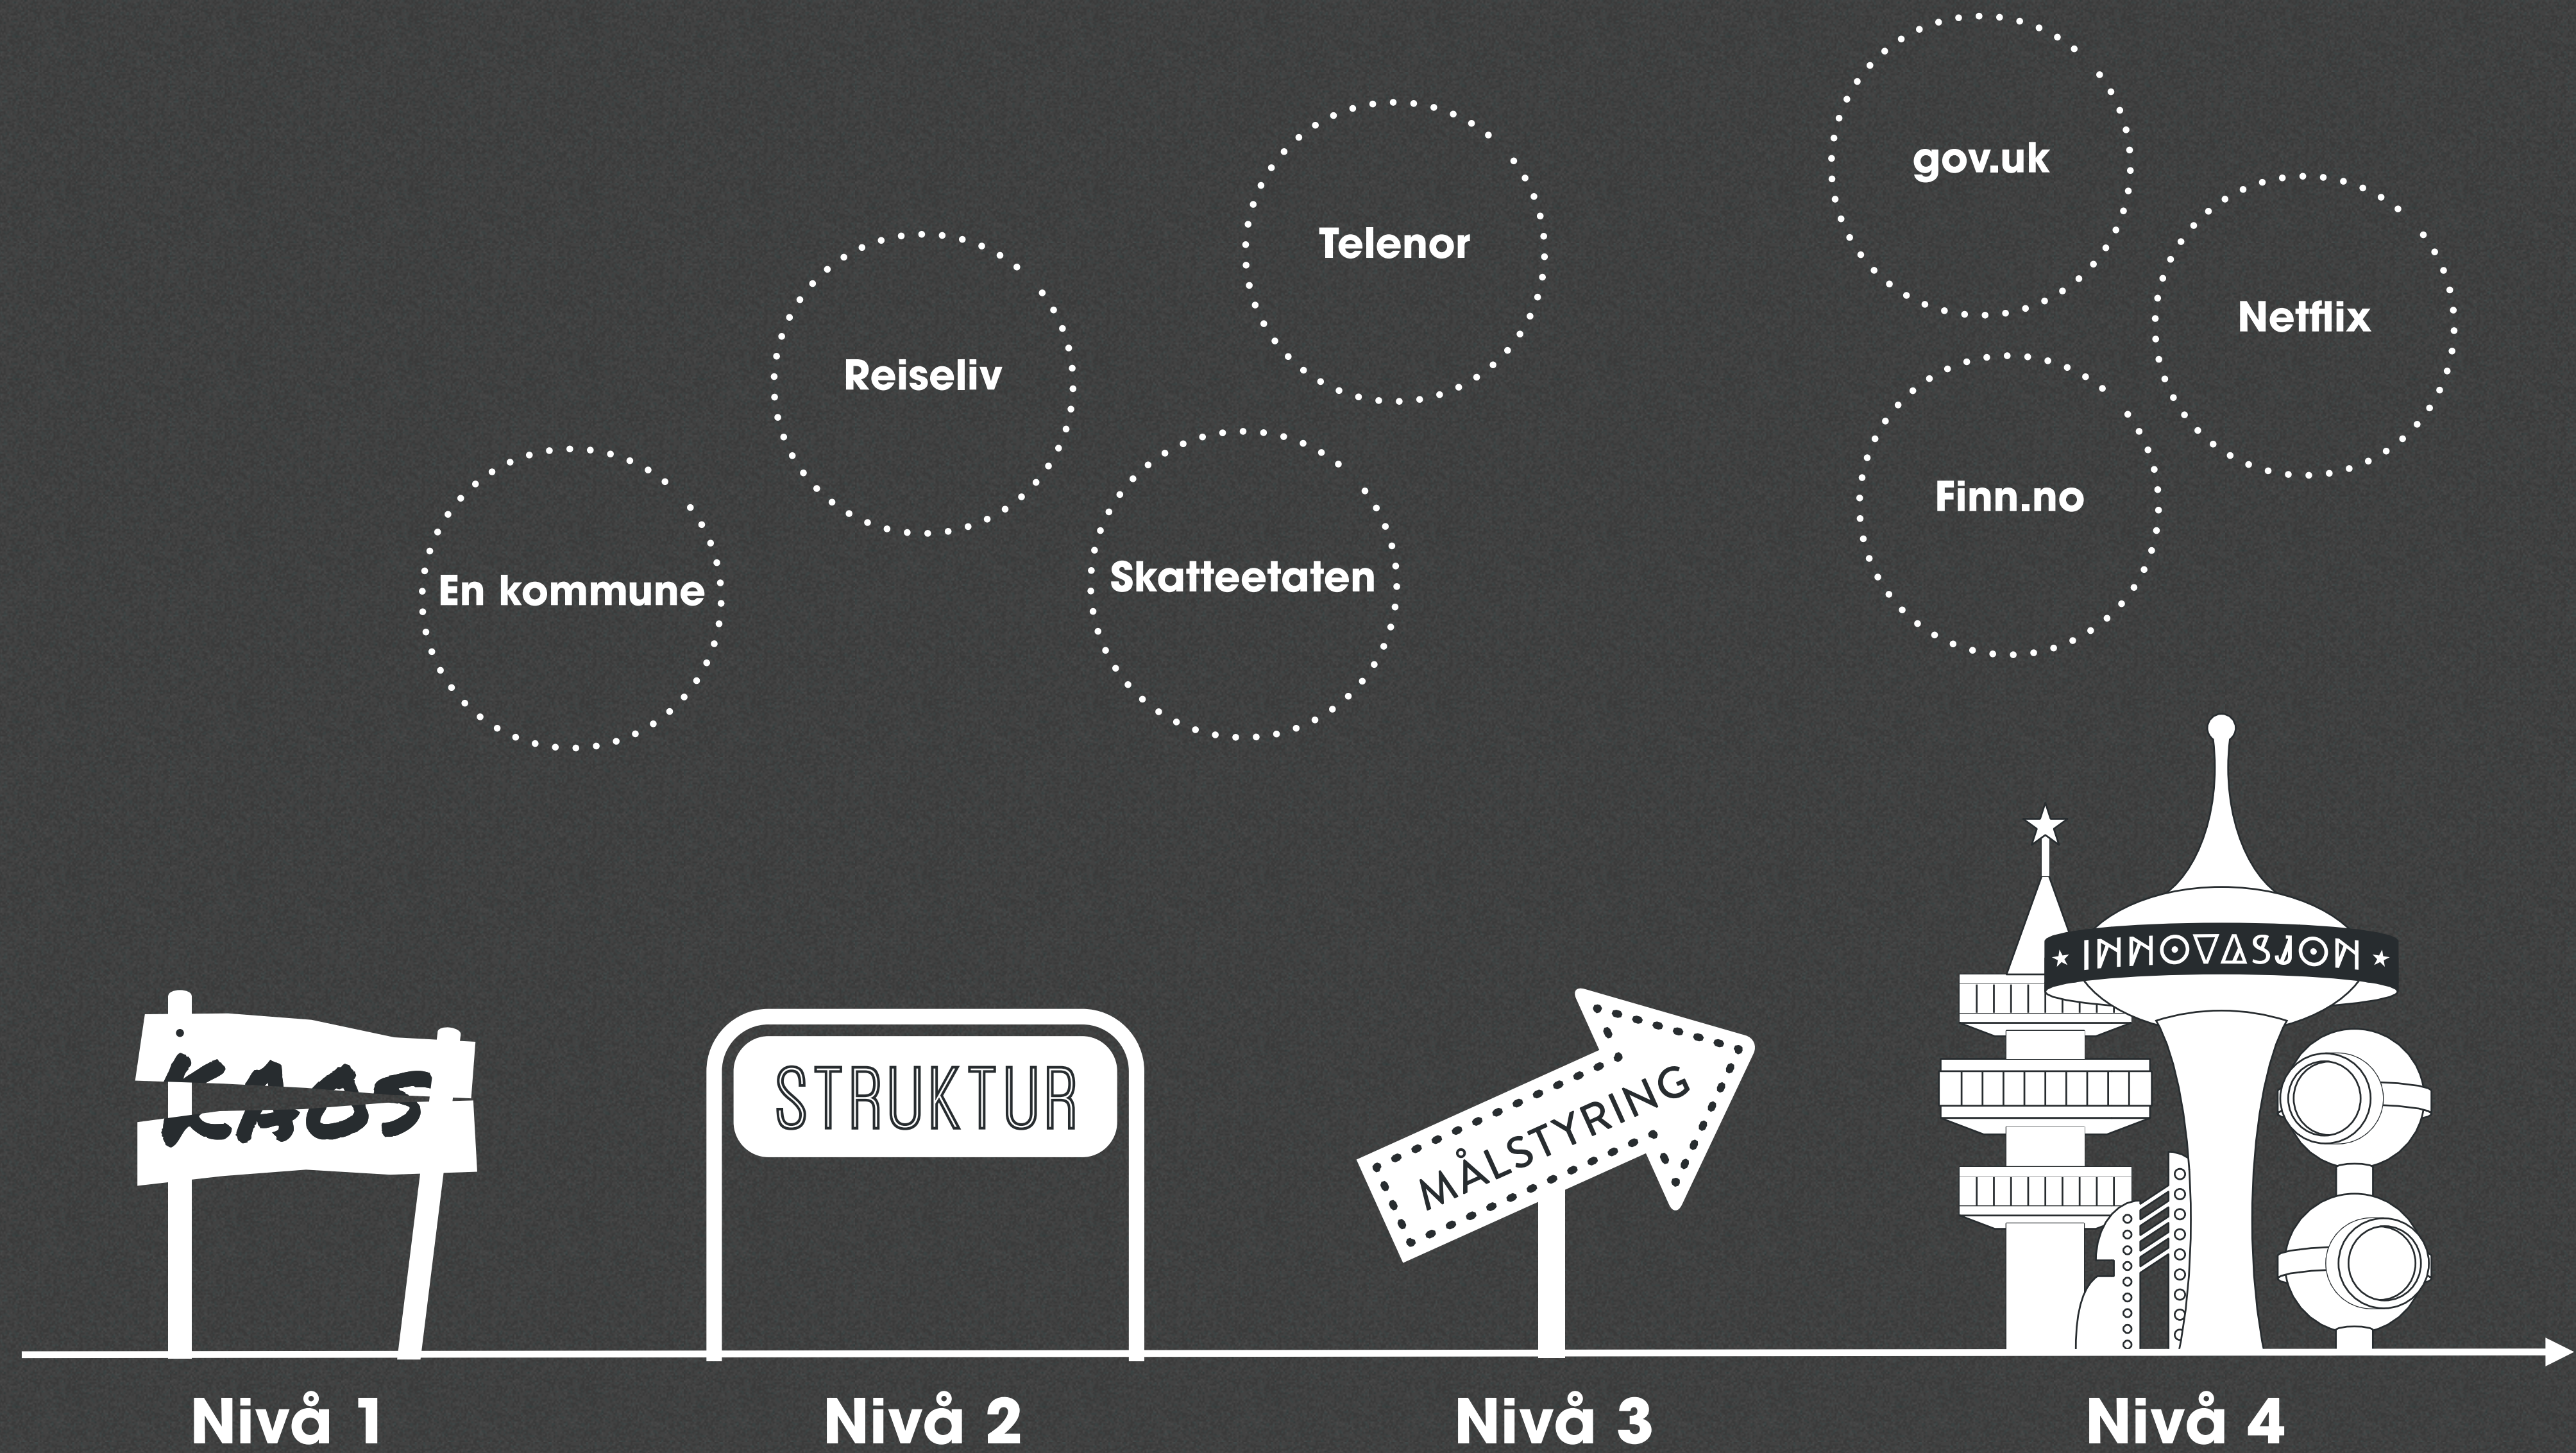 gov.uk
Telenor
Netflix
Reiseliv
Finn.no
Skatteetaten
En kommune
KAOS
STRUKTUR
MÅLSTYRING
INNOVASJON
Nivå 1
Nivå 2
Nivå 3
Nivå 4